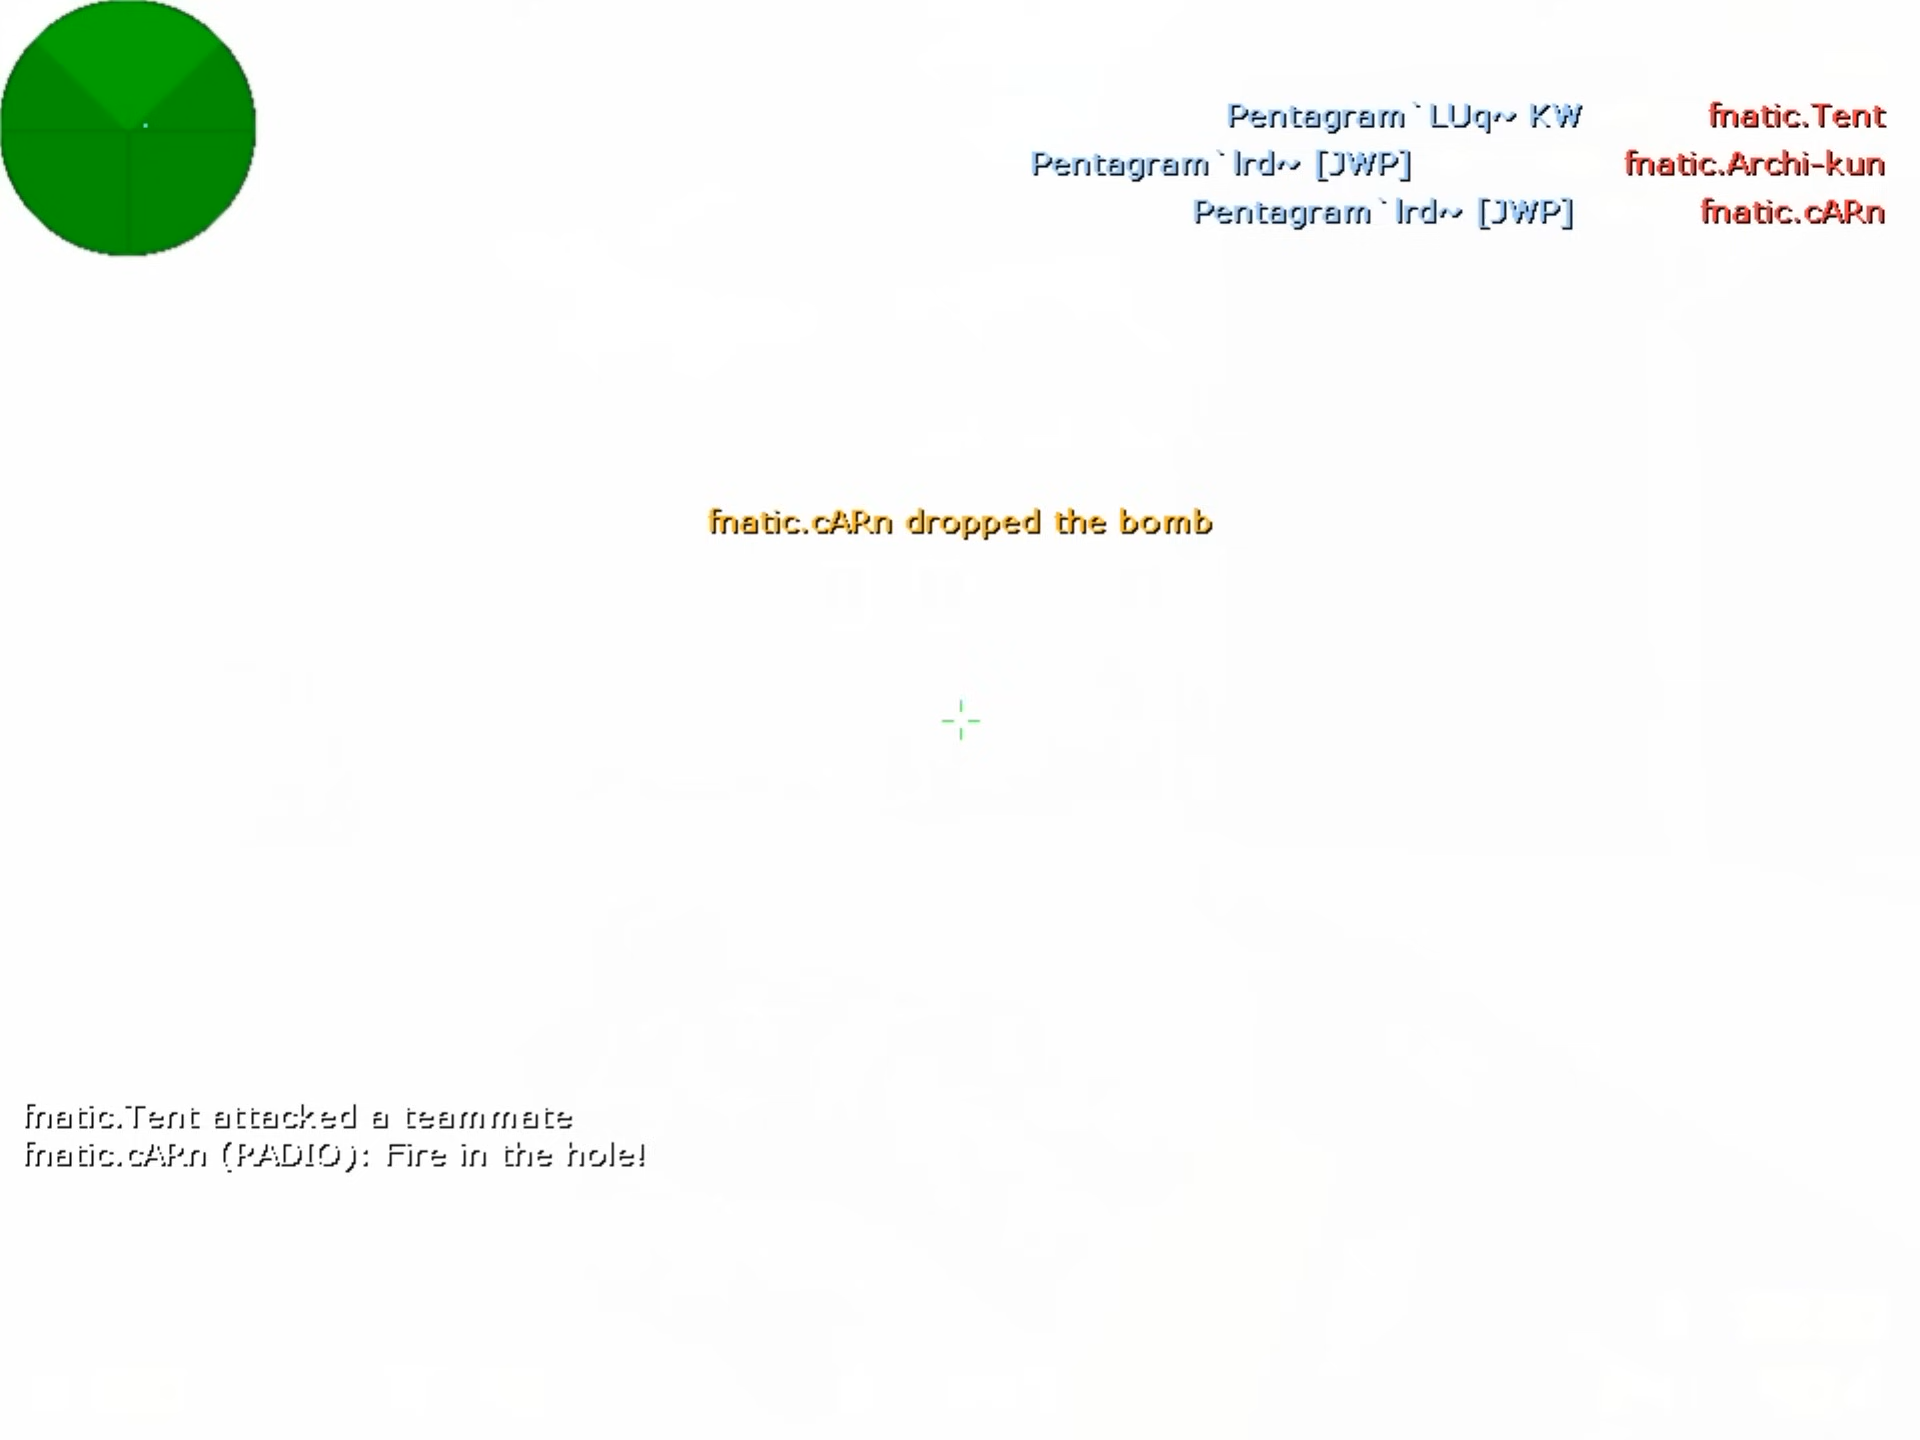 Pentagram`LUq~ KW fnatic.Tent
Pentagram`lrd~ [JWP] fnatic.Archi-kun
Pentagram`lrd~ [JWP] fnatic.cARn
fnatic.cARn dropped the bomb
fnatic.Tent attacked a teammate
fnatic.cARn (RADIO): Fire in the hole!